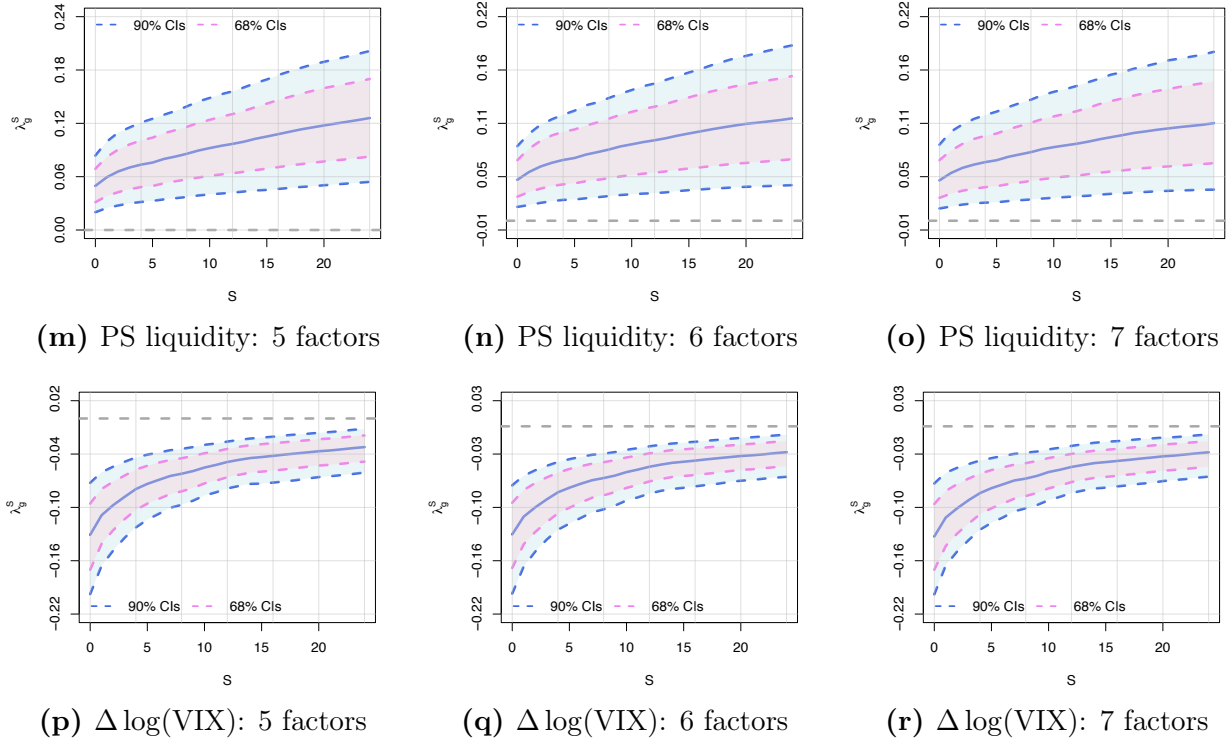 0.24
0.18
0.12
0.06
0.00
λ_g^S
90% CIs 68% CIs
0 5 10 15 20
S
(m) PS liquidity: 5 factors
0.22
0.16
0.11
0.05
−0.01
λ_g^S
90% CIs 68% CIs
0 5 10 15 20
S
(n) PS liquidity: 6 factors
0.22
0.16
0.11
0.05
−0.01
λ_g^S
90% CIs 68% CIs
0 5 10 15 20
S
(o) PS liquidity: 7 factors
0.02
−0.04
−0.10
−0.16
−0.22
λ_g^S
90% CIs 68% CIs
0 5 10 15 20
S
(p) Δ log(VIX): 5 factors
0.03
−0.03
−0.10
−0.16
−0.22
λ_g^S
90% CIs 68% CIs
0 5 10 15 20
S
(q) Δ log(VIX): 6 factors
0.03
−0.03
−0.10
−0.16
−0.22
λ_g^S
90% CIs 68% CIs
0 5 10 15 20
S
(r) Δ log(VIX): 7 factors